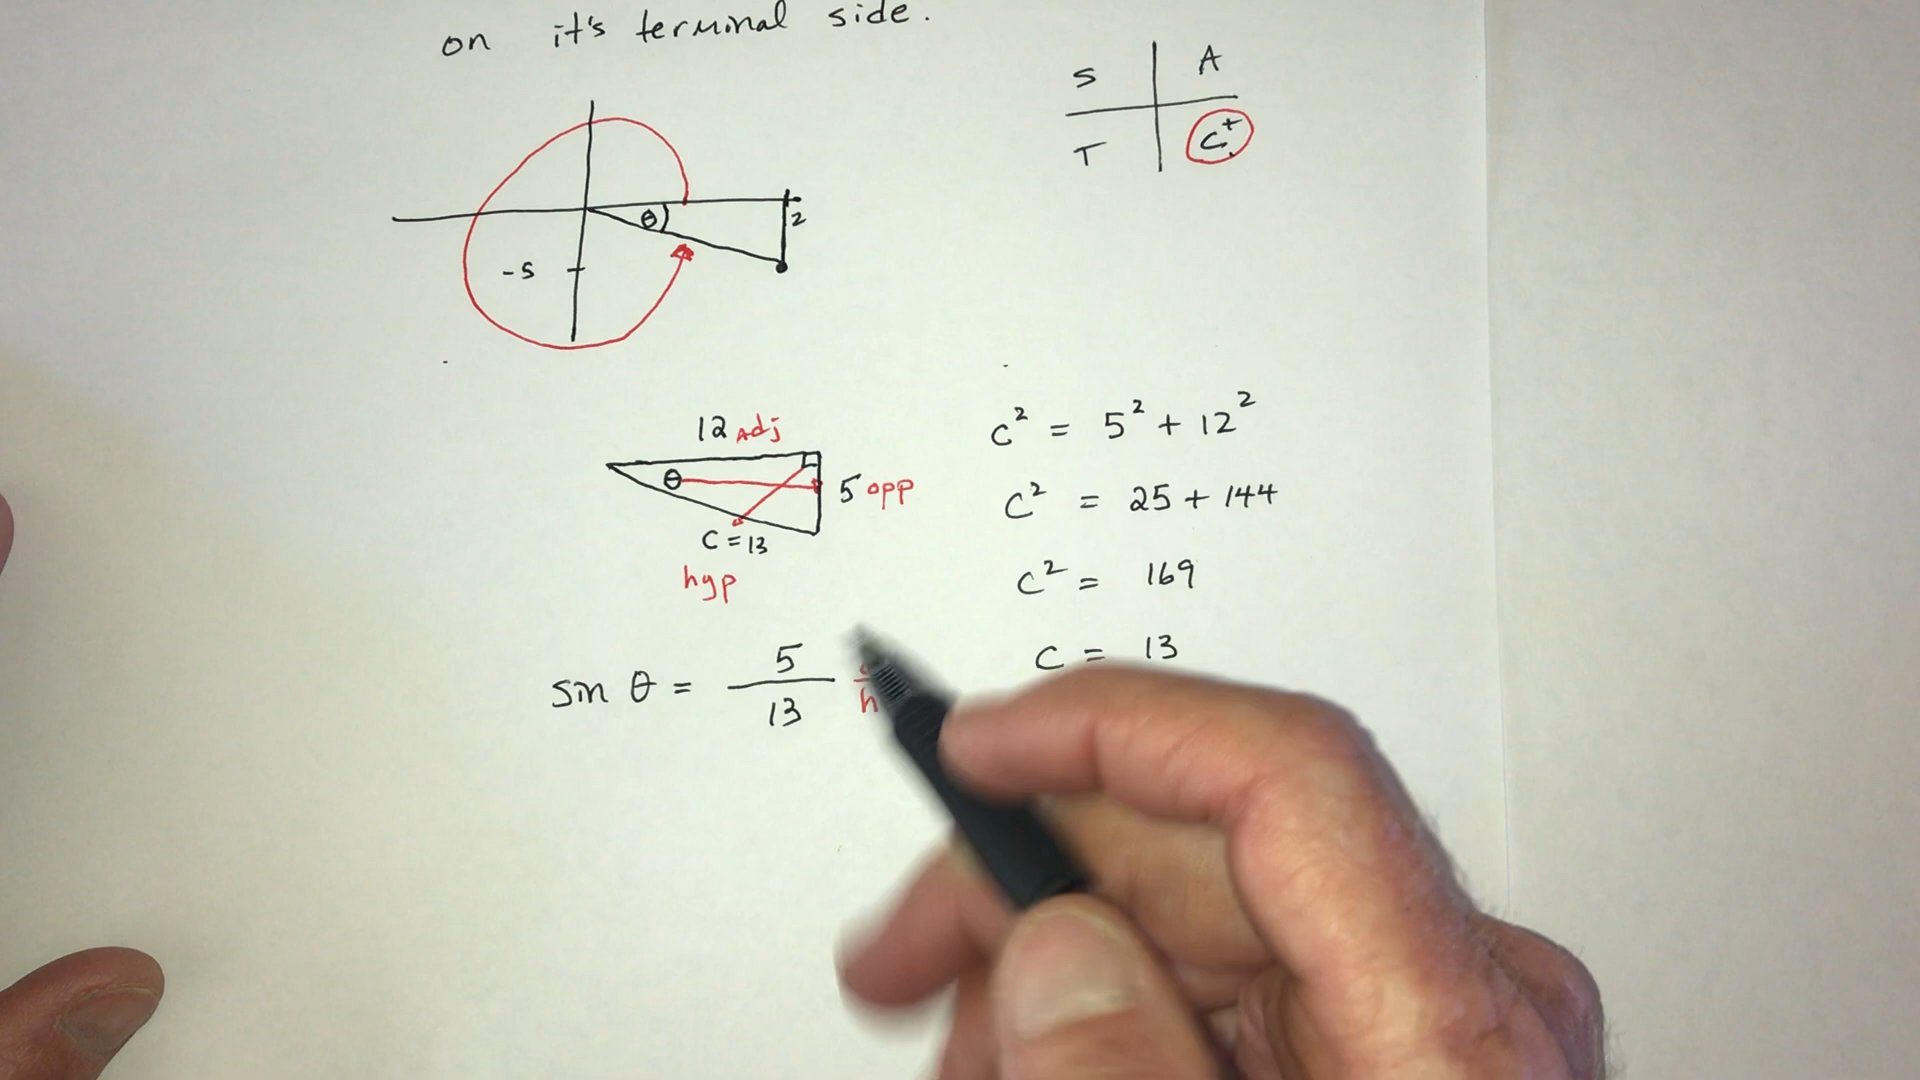 on it's terminal side.
S A
T C+
θ
2
-5
12 Adj
θ
5 opp
C = 13
hyp
c² = 5² + 12²
c² = 25 + 144
c² = 169
c = 13
sin θ = 5/13 h